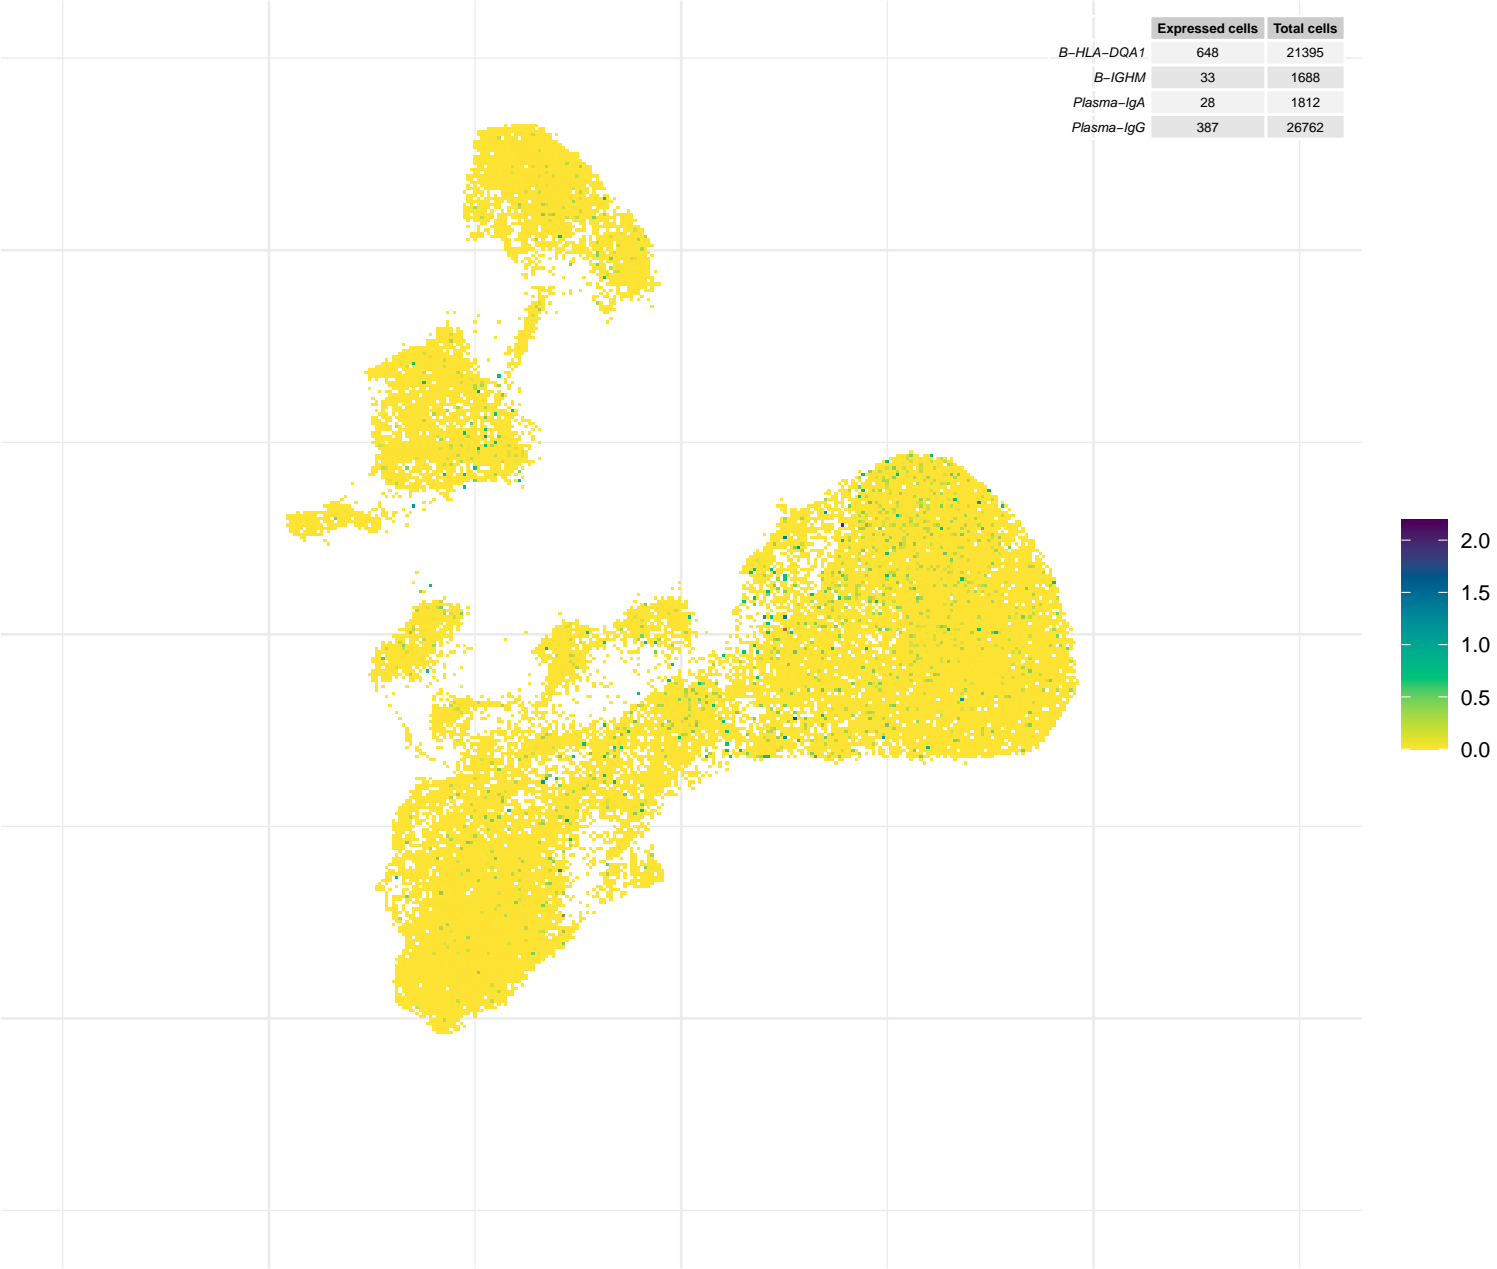 Expressed cells Total cells
B−HLA−DQA1 648 21395
B−IGHM 33 1688
Plasma−IgA 28 1812
Plasma−IgG 387 26762
2.0
1.5
1.0
0.5
0.0